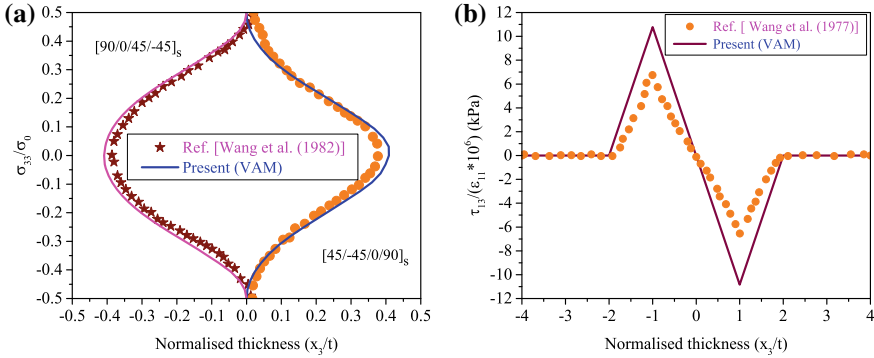 (a)
[90/0/45/-45]s
★ Ref. [Wang et al. (1982)]
Present (VAM)
[45/-45/0/90]s
σ33/σ0
0.5
0.4
0.3
0.2
0.1
0.0
0.1
0.2
0.3
0.4
0.5
-0.5 -0.4 -0.3 -0.2 -0.1 0.0 0.1 0.2 0.3 0.4 0.5
Normalised thickness (x3/t)
(b)
Ref. [ Wang et al. (1977)]
Present (VAM)
τ13/(ε11*10^6) (kPa)
12
10
8
6
4
2
0
-2
-4
-6
-8
-10
-12
-4 -3 -2 -1 0 1 2 3 4
Normalised thickness (x3/t)